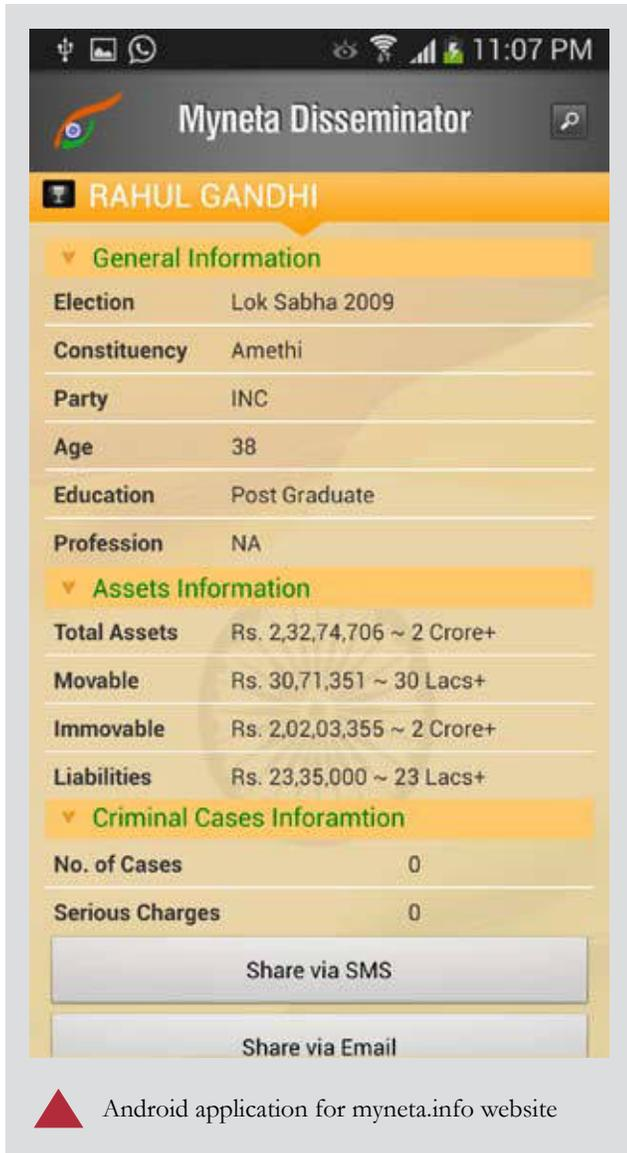 11:07 PM
Myneta Disseminator
RAHUL GANDHI
General Information
Election Lok Sabha 2009
Constituency Amethi
Party INC
Age 38
Education Post Graduate
Profession NA
Assets Information
Total Assets Rs. 2,32,74,706 ~ 2 Crore+
Movable Rs. 30,71,351 ~ 30 Lacs+
Immovable Rs. 2,02,03,355 ~ 2 Crore+
Liabilities Rs. 23,35,000 ~ 23 Lacs+
Criminal Cases Inforamtion
No. of Cases 0
Serious Charges 0
Share via SMS
Share via Email
Android application for myneta.info website